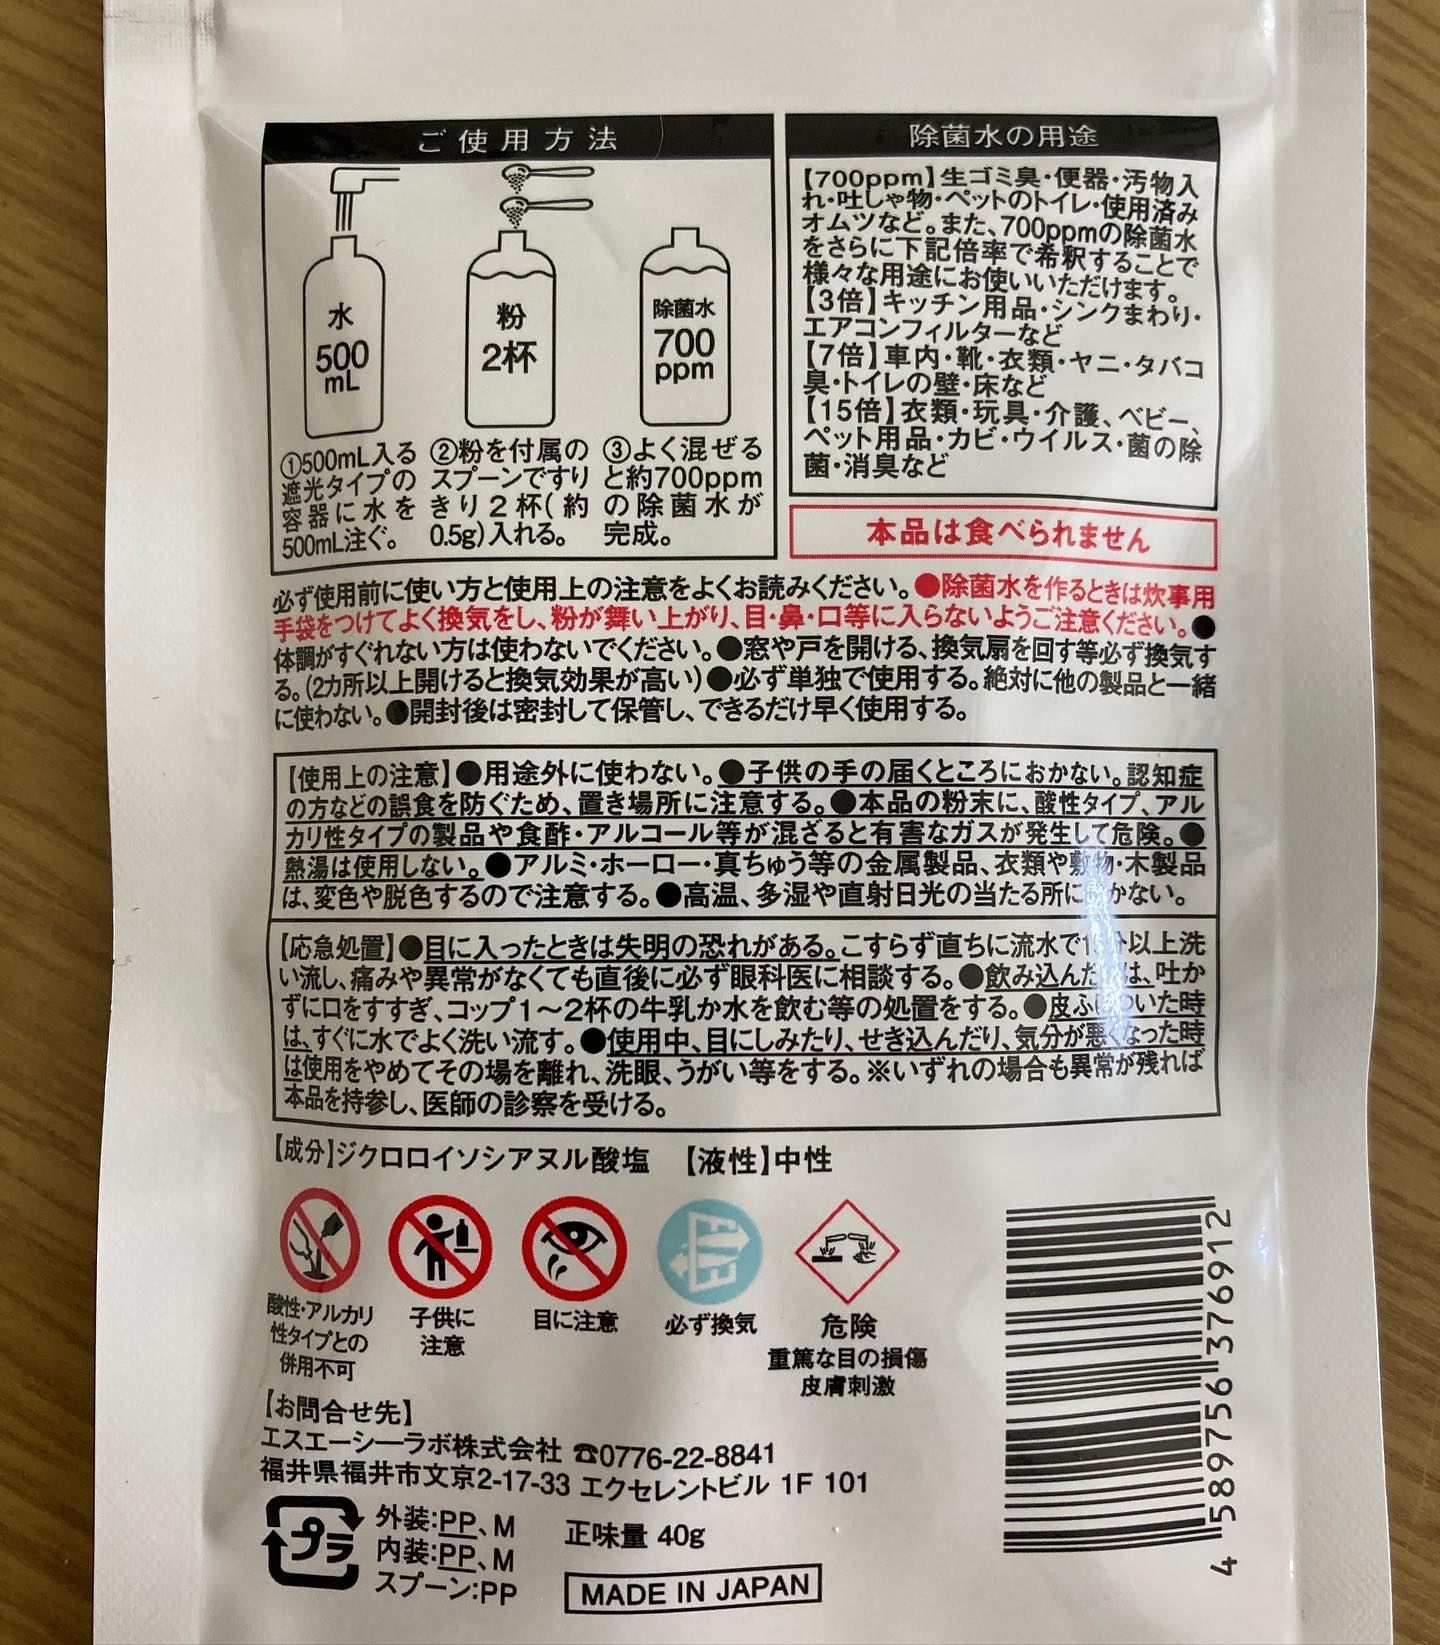 ご使用方法
水
500
mL
粉
2杯
除菌水
700
ppm
①500mL入る
遮光タイプの
容器に水を
500mL注ぐ。
②粉を付属の
スプーンですり
きり2杯(約
0.5g)入れる。
③よく混ぜる
と約700ppm
の除菌水が
完成。
除菌水の用途
【700ppm】生ゴミ臭・便器・汚物入
れ・吐しゃ物・ペットのトイレ・使用済み
オムツなど。また、700ppmの除菌水
をさらに下記倍率で希釈することで
様々な用途にお使いいただけます。
【3倍】キッチン用品・シンクまわり・
エアコンフィルターなど
【7倍】車内・靴・衣類・ヤニ・タバコ
臭・トイレの壁・床など
【15倍】衣類・玩具・介護、ベビー、
ペット用品・カビ・ウイルス・菌の除
菌・消臭など
本品は食べられません
必ず使用前に使い方と使用上の注意をよくお読みください。●除菌水を作るときは炊事用
手袋をつけてよく換気をし、粉が舞い上がり、目・鼻・口等に入らないようご注意ください。●
体調がすぐれない方は使わないでください。●窓や戸を開ける、換気扇を回す等必ず換気す
る。(2カ所以上開けると換気効果が高い)●必ず単独で使用する。絶対に他の製品と一緒
に使わない。●開封後は密封して保管し、できるだけ早く使用する。
【使用上の注意】●用途外に使わない。●子供の手の届くところにおかない。認知症
の方などの誤食を防ぐため、置き場所に注意する。●本品の粉末に、酸性タイプ、アル
カリ性タイプの製品や食酢・アルコール等が混ざると有害なガスが発生して危険。●
熱湯は使用しない。●アルミ・ホーロー・真ちゅう等の金属製品、衣類や敷物・木製品
は、変色や脱色するので注意する。●高温、多湿や直射日光の当たる所に かない。
【応急処置】●目に入ったときは失明の恐れがある。こすらず直ちに流水で 以上洗
い流し、痛みや異常がなくても直後に必ず眼科医に相談する。●飲み込んだ は、吐か
ずに口をすすぎ、コップ1〜2杯の牛乳か水を飲む等の処置をする。●皮ふ ついた時
は、すぐに水でよく洗い流す。●使用中、目にしみたり、せき込んだり、気分が悪くなった時
は使用をやめてその場を離れ、洗眼、うがい等をする。※いずれの場合も異常が残れば
本品を持参し、医師の診察を受ける。
【成分】ジクロロイソシアヌル酸塩 【液性】中性
酸性・アルカリ
性タイプとの
併用不可
子供に
注意
目に注意
必ず換気
危険
重篤な目の損傷
皮膚刺激
【お問合せ先】
エスエーシーラボ株式会社 ☎0776-22-8841
福井県福井市文京2-17-33 エクセレントビル 1F 101
プラ
外装:PP、M
内装:PP、M
スプーン:PP
正味量 40g
MADE IN JAPAN
4 589756 376912